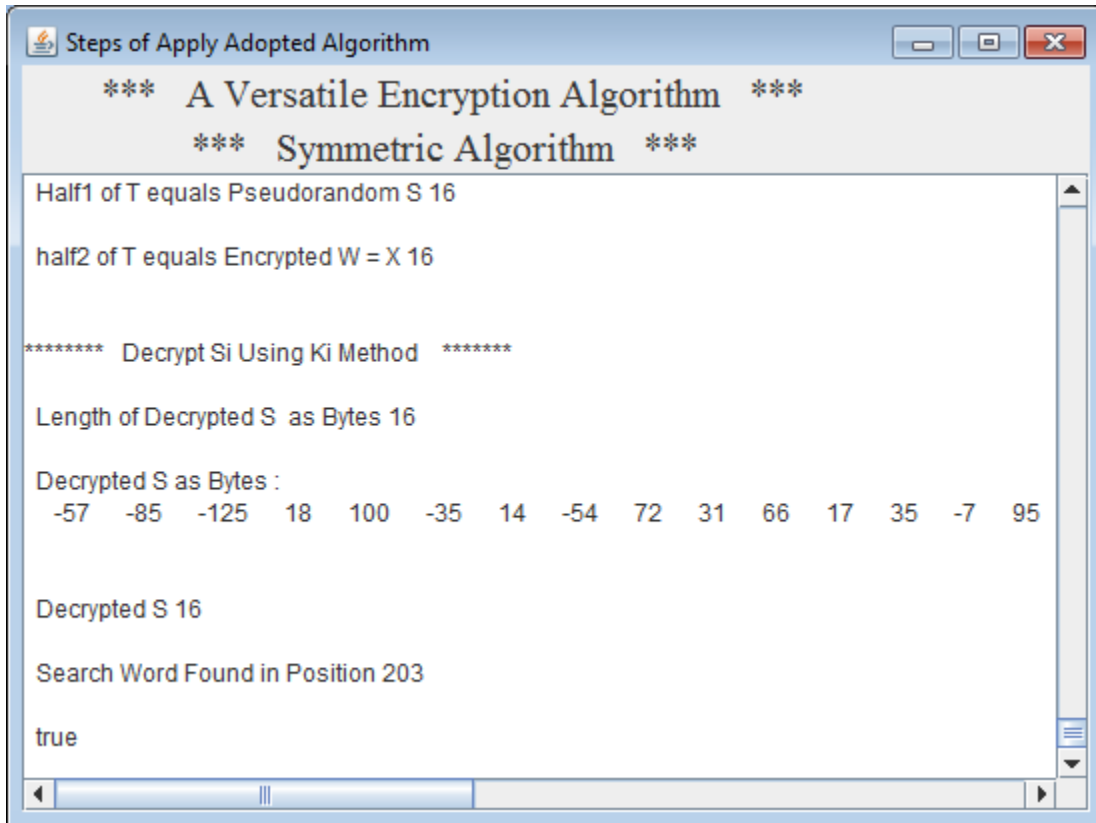 Steps of Apply Adopted Algorithm
*** A Versatile Encryption Algorithm ***
*** Symmetric Algorithm ***
Half1 of T equals Pseudorandom S 16
half2 of T equals Encrypted W = X 16
******** Decrypt Si Using Ki Method *******
Length of Decrypted S as Bytes 16
Decrypted S as Bytes :
-57 -85 -125 18 100 -35 14 -54 72 31 66 17 35 -7 95
Decrypted S 16
Search Word Found in Position 203
true